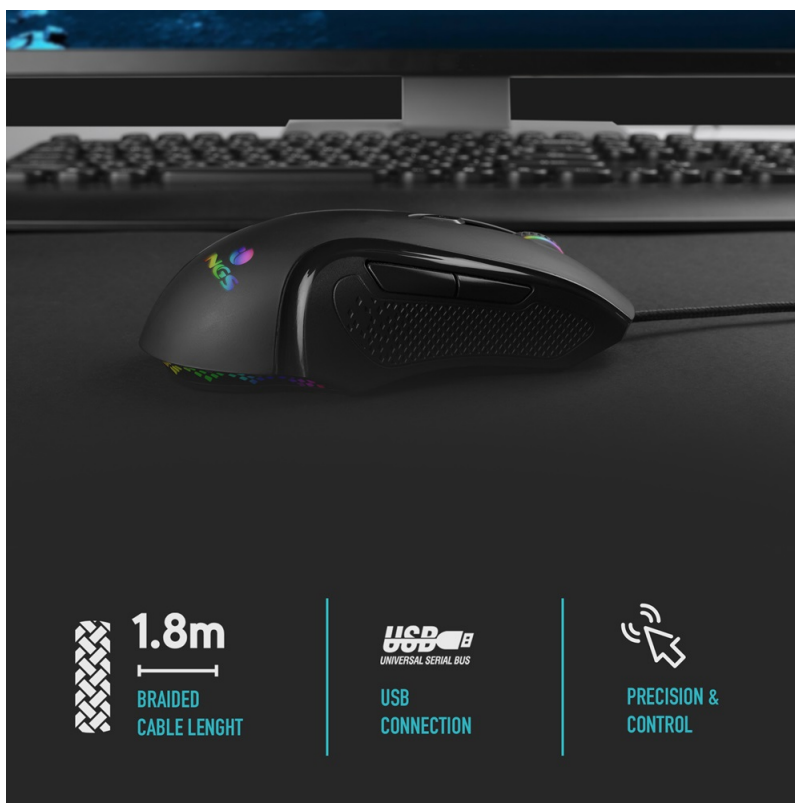 NGS
1.8m
BRAIDED
CABLE LENGHT
USB
UNIVERSAL SERIAL BUS
USB
CONNECTION
PRECISION &
CONTROL